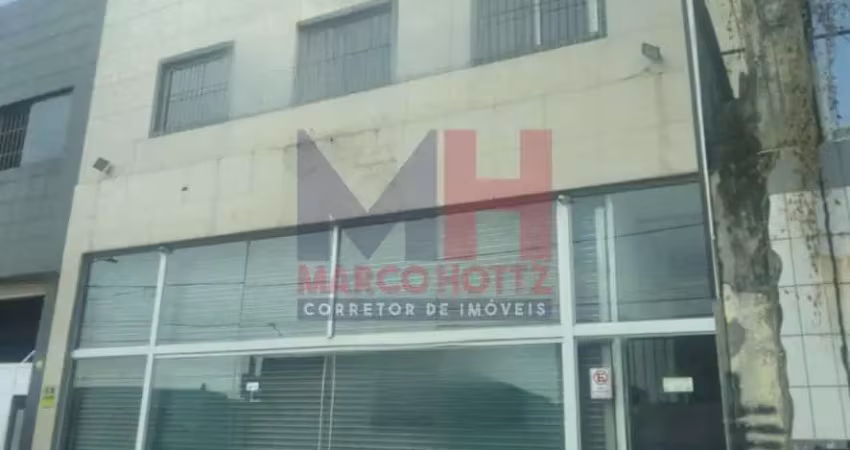 MH
MARCO HOTTZ
CORRETOR DE IMÓVEIS